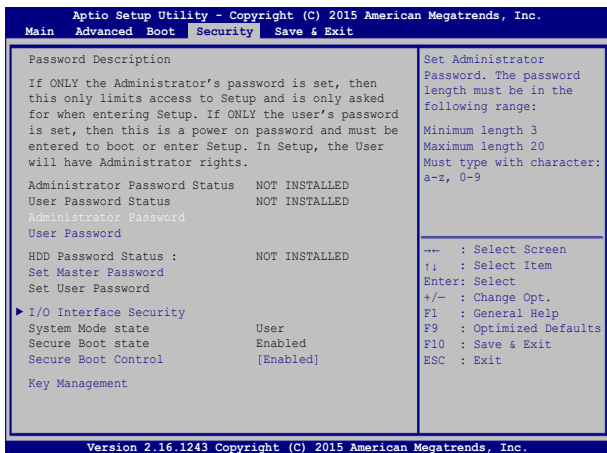 Aptio Setup Utility - Copyright (C) 2015 American Megatrends, Inc.
Main Advanced Boot Security Save & Exit
Password Description
If ONLY the Administrator's password is set, then
this only limits access to Setup and is only asked
for when entering Setup. If ONLY the user's password
is set, then this is a power on password and must be
entered to boot or enter Setup. In Setup, the User
will have Administrator rights.
Administrator Password Status NOT INSTALLED
User Password Status NOT INSTALLED
Administrator Password
User Password
HDD Password Status : NOT INSTALLED
Set Master Password
Set User Password
I/O Interface Security
System Mode state User
Secure Boot state Enabled
Secure Boot Control [Enabled]
Key Management
Set Administrator
Password. The password
length must be in the
following range:
Minimum length 3
Maximum length 20
Must type with character:
a-z, 0-9
→← : Select Screen
↑↓ : Select Item
Enter: Select
+/— : Change Opt.
F1 : General Help
F9 : Optimized Defaults
F10 : Save & Exit
ESC : Exit
Version 2.16.1243 Copyright (C) 2015 American Megatrends, Inc.